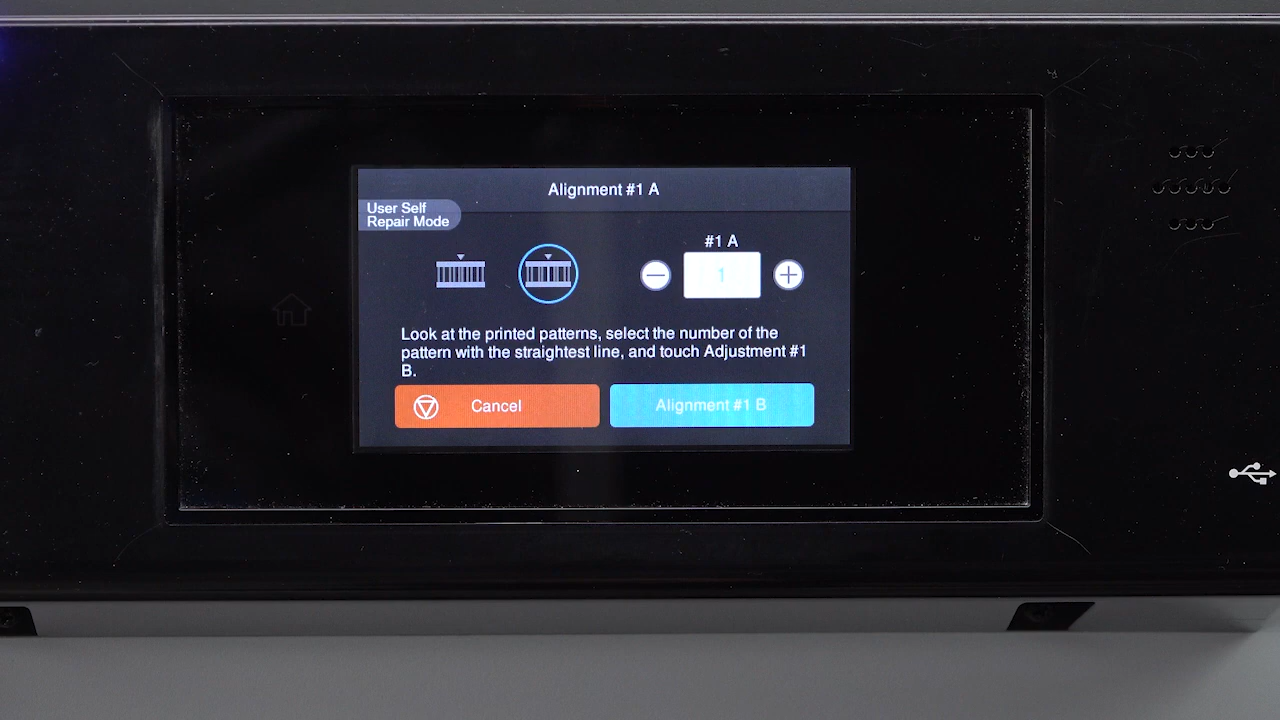 Alignment #1 A
User Self
Repair Mode
#1 A
1
Look at the printed patterns, select the number of the
pattern with the straightest line, and touch Adjustment #1
B.
Cancel
Alignment #1 B